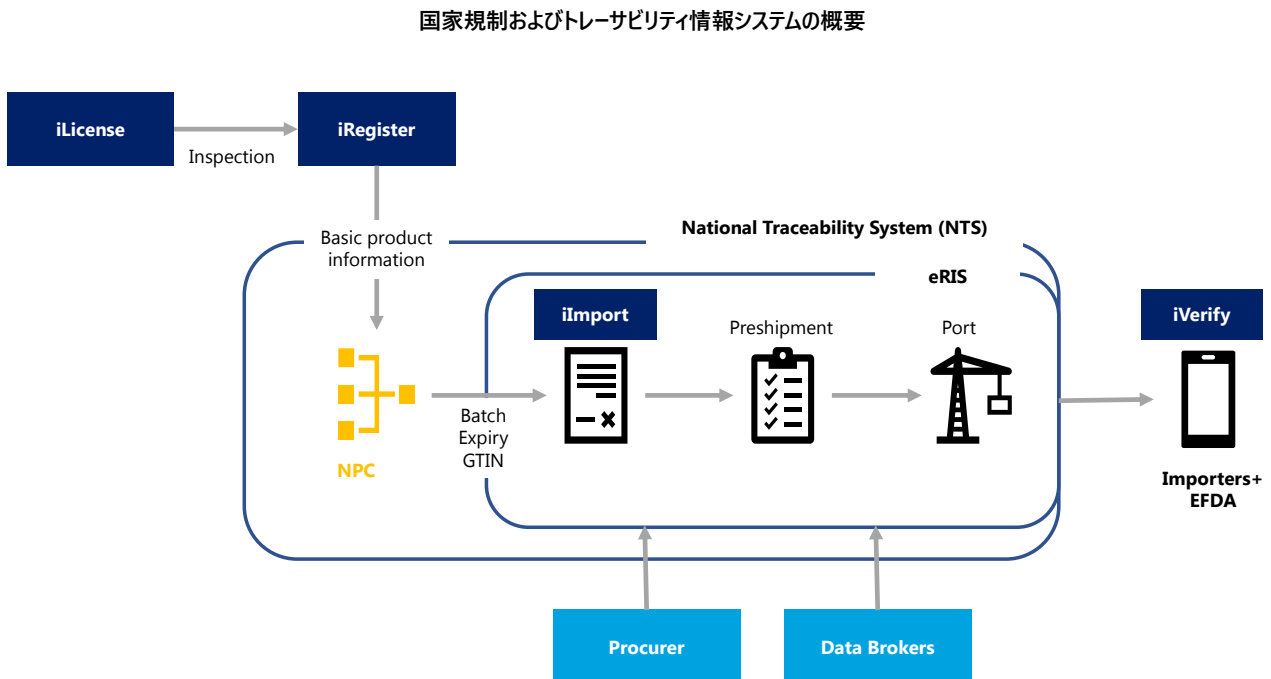 国家規制およびトレーサビリティ情報システムの概要
iLicense
Inspection
iRegister
Basic product
information
National Traceability System (NTS)
eRIS
iImport
Preshipment
Port
iVerify
NPC
Batch
Expiry
GTIN
Importers+
EFDA
Procurer
Data Brokers